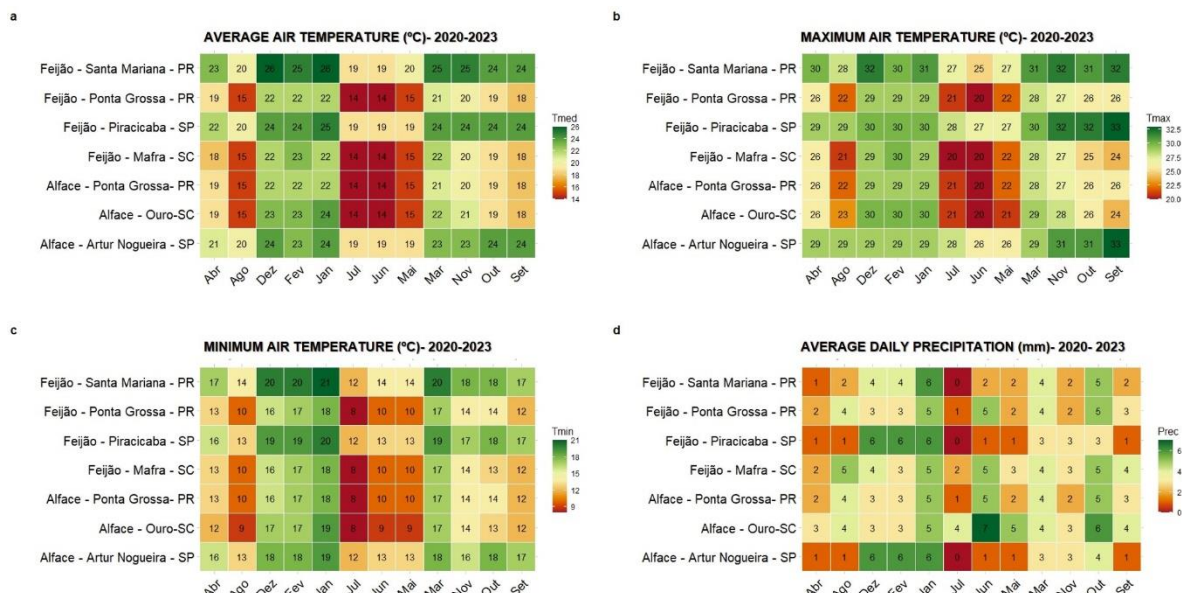 a
AVERAGE AIR TEMPERATURE (ºC)- 2020-2023
Feijão - Santa Mariana - PR 23 20 26 25 26 19 19 20 25 25 24 24
Feijão - Ponta Grossa - PR 19 15 22 22 22 14 14 15 21 20 19 18
Feijão - Piracicaba - SP 22 20 24 24 25 19 19 19 24 24 24 24
Feijão - Mafra - SC 18 15 22 23 22 14 14 15 22 20 19 18
Alface - Ponta Grossa- PR 19 15 22 22 22 14 14 15 21 20 19 18
Alface - Ouro-SC 19 15 23 23 24 14 14 15 22 21 19 18
Alface - Artur Nogueira - SP 21 20 24 23 24 19 19 19 23 23 24 24
Abr Ago Dez Fev Jan Jul Jun Mai Mar Nov Out Set
Tmed
26
24
22
20
18
16
14
b
MAXIMUM AIR TEMPERATURE (ºC)- 2020-2023
Feijão - Santa Mariana - PR 30 28 32 30 31 27 25 27 31 32 31 32
Feijão - Ponta Grossa - PR 26 22 29 29 29 21 20 22 28 27 26 26
Feijão - Piracicaba - SP 29 29 30 30 30 28 27 27 30 32 32 33
Feijão - Mafra - SC 26 21 29 30 29 20 20 22 28 27 25 24
Alface - Ponta Grossa- PR 26 22 29 29 29 21 20 22 28 27 26 26
Alface - Ouro-SC 26 23 30 30 30 21 20 21 29 28 26 24
Alface - Artur Nogueira - SP 29 29 29 29 29 28 26 26 29 31 31 33
Abr Ago Dez Fev Jan Jul Jun Mai Mar Nov Out Set
Tmax
32.5
30.0
27.5
25.0
22.5
20.0
c
MINIMUM AIR TEMPERATURE (ºC)- 2020-2023
Feijão - Santa Mariana - PR 17 14 20 20 21 12 14 14 20 18 18 17
Feijão - Ponta Grossa - PR 13 10 16 17 18 8 10 10 17 14 14 12
Feijão - Piracicaba - SP 16 13 19 19 20 12 13 13 19 17 18 17
Feijão - Mafra - SC 13 10 16 17 18 8 10 10 17 14 13 12
Alface - Ponta Grossa- PR 13 10 16 17 18 8 10 10 17 14 14 12
Alface - Ouro-SC 12 9 17 17 19 8 9 9 17 14 13 12
Alface - Artur Nogueira - SP 16 13 18 18 19 12 13 13 18 16 18 17
Abr Ago Dez Fev Jan Jul Jun Mai Mar Nov Out Set
Tmin
21
18
15
12
9
d
AVERAGE DAILY PRECIPITATION (mm)- 2020- 2023
Feijão - Santa Mariana - PR 1 2 4 4 6 0 2 2 4 2 5 2
Feijão - Ponta Grossa - PR 2 4 3 3 5 1 5 2 4 2 5 3
Feijão - Piracicaba - SP 1 1 6 6 6 0 1 1 3 3 3 1
Feijão - Mafra - SC 2 5 4 3 5 2 5 3 4 3 5 4
Alface - Ponta Grossa- PR 2 4 3 3 5 1 5 2 4 2 5 3
Alface - Ouro-SC 3 4 3 3 5 4 7 5 4 3 6 4
Alface - Artur Nogueira - SP 1 1 6 6 6 0 1 1 3 3 4 1
Abr Ago Dez Fev Jan Jul Jun Mai Mar Nov Out Set
Prec
6
4
2
0